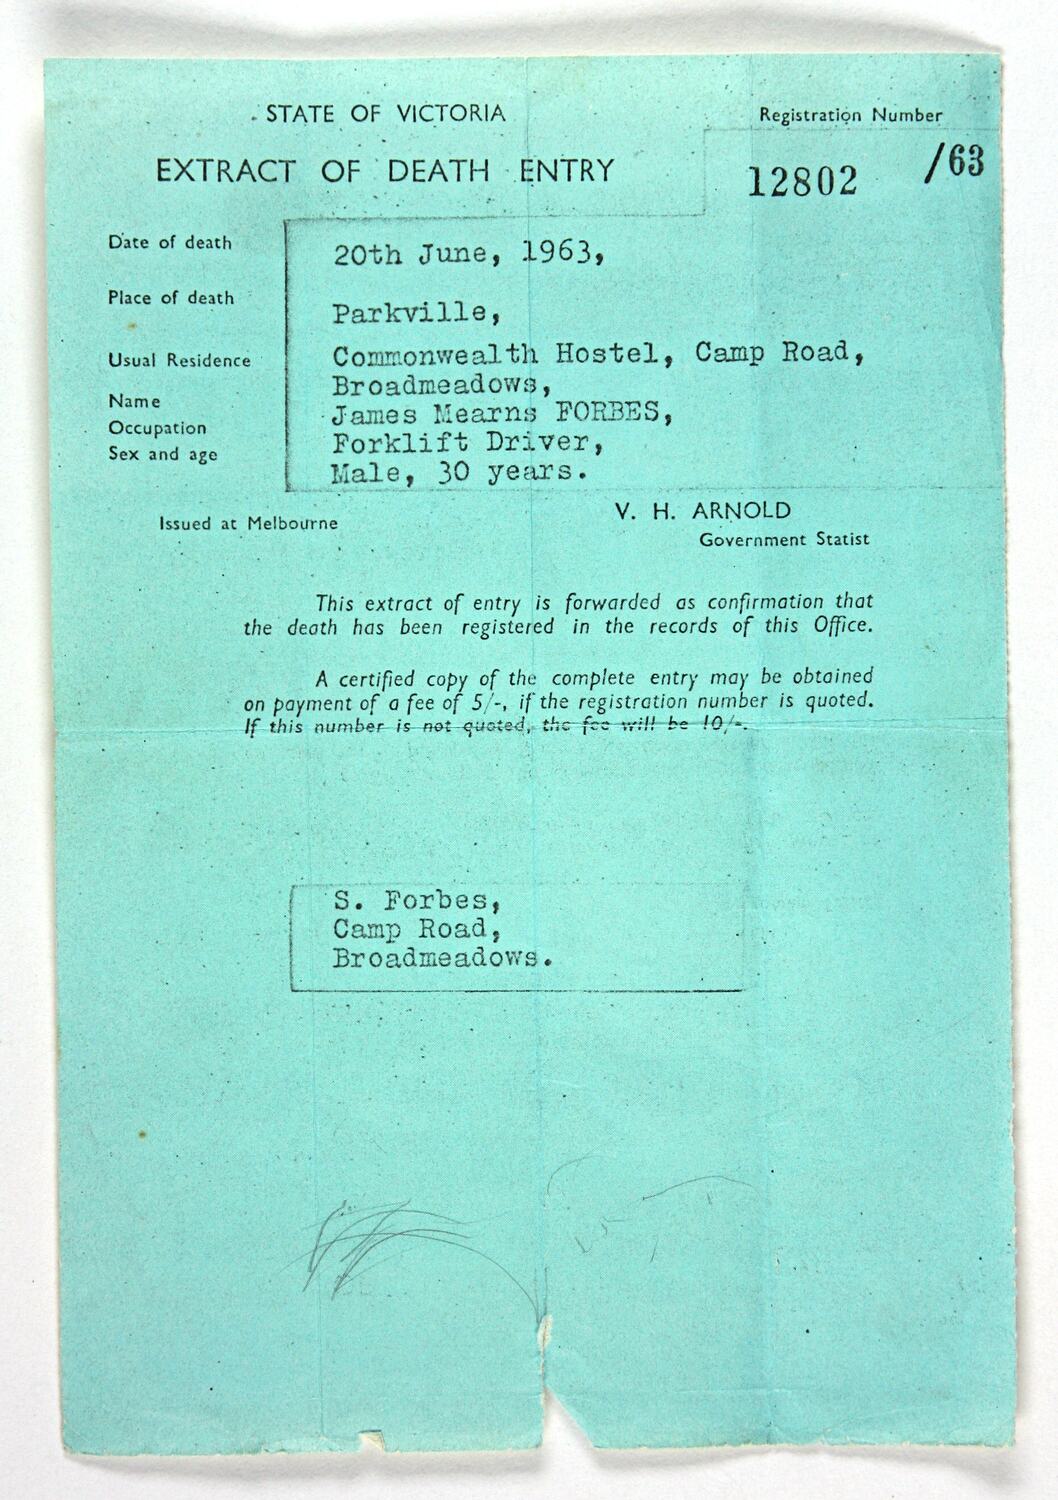 STATE OF VICTORIA
Registration Number
EXTRACT OF DEATH ENTRY
12802 /63
Date of death 20th June, 1963,
Place of death Parkville,
Usual Residence Commonwealth Hostel, Camp Road,
Broadmeadows,
Name James Mearns FORBES,
Occupation Forklift Driver,
Sex and age Male, 30 years.
Issued at Melbourne
V. H. ARNOLD
Government Statist
This extract of entry is forwarded as confirmation that
the death has been registered in the records of this Office.
A certified copy of the complete entry may be obtained
on payment of a fee of 5/-, if the registration number is quoted.
If this number is not quoted, the fee will be 10/-.
S. Forbes,
Camp Road,
Broadmeadows.